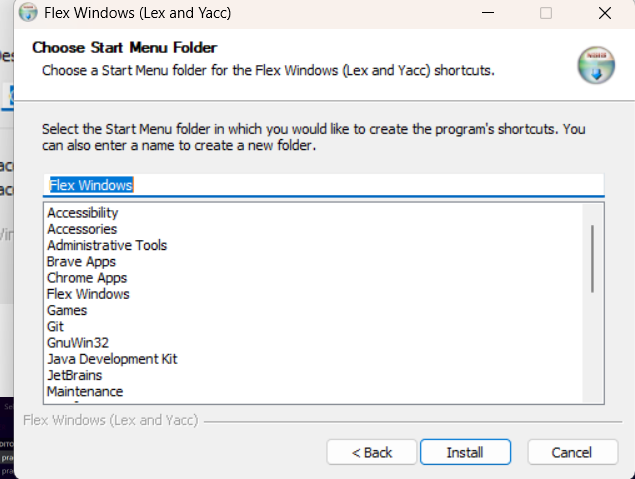 Flex Windows (Lex and Yacc)
Choose Start Menu Folder
Choose a Start Menu folder for the Flex Windows (Lex and Yacc) shortcuts.
Select the Start Menu folder in which you would like to create the program's shortcuts. You
can also enter a name to create a new folder.
Flex Windows
Accessibility
Accessories
Administrative Tools
Brave Apps
Chrome Apps
Flex Windows
Games
Git
GnuWin32
Java Development Kit
JetBrains
Maintenance
Flex Windows (Lex and Yacc)
< Back
Install
Cancel